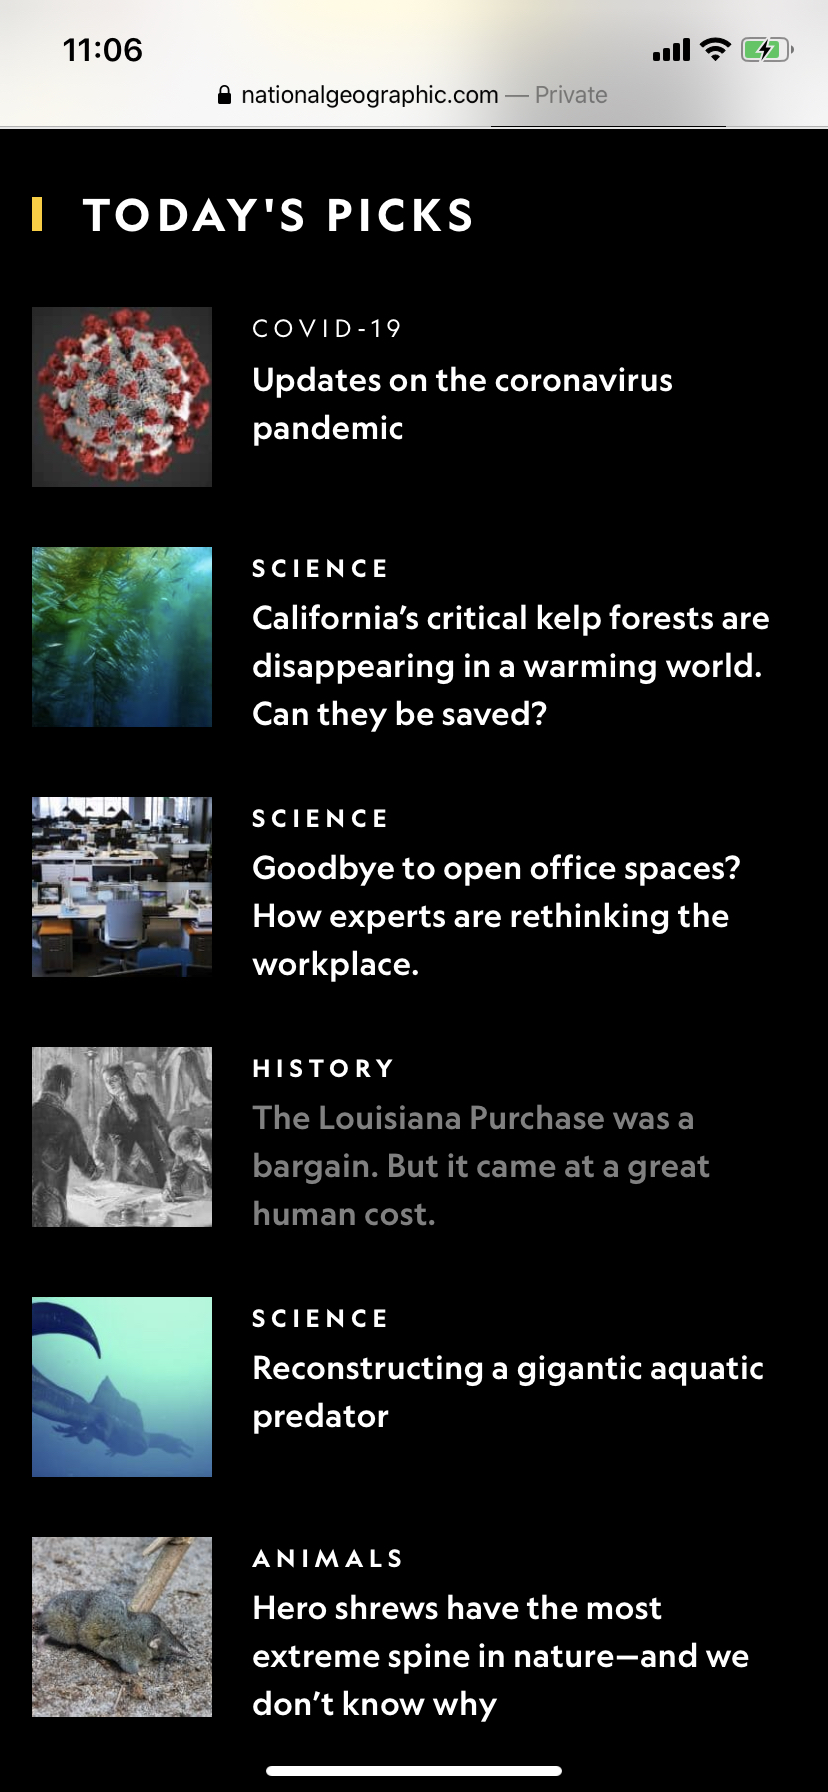 11:06
nationalgeographic.com — Private
TODAY'S PICKS
COVID-19
Updates on the coronavirus
pandemic
SCIENCE
California’s critical kelp forests are
disappearing in a warming world.
Can they be saved?
SCIENCE
Goodbye to open office spaces?
How experts are rethinking the
workplace.
HISTORY
The Louisiana Purchase was a
bargain. But it came at a great
human cost.
SCIENCE
Reconstructing a gigantic aquatic
predator
ANIMALS
Hero shrews have the most
extreme spine in nature—and we
don’t know why